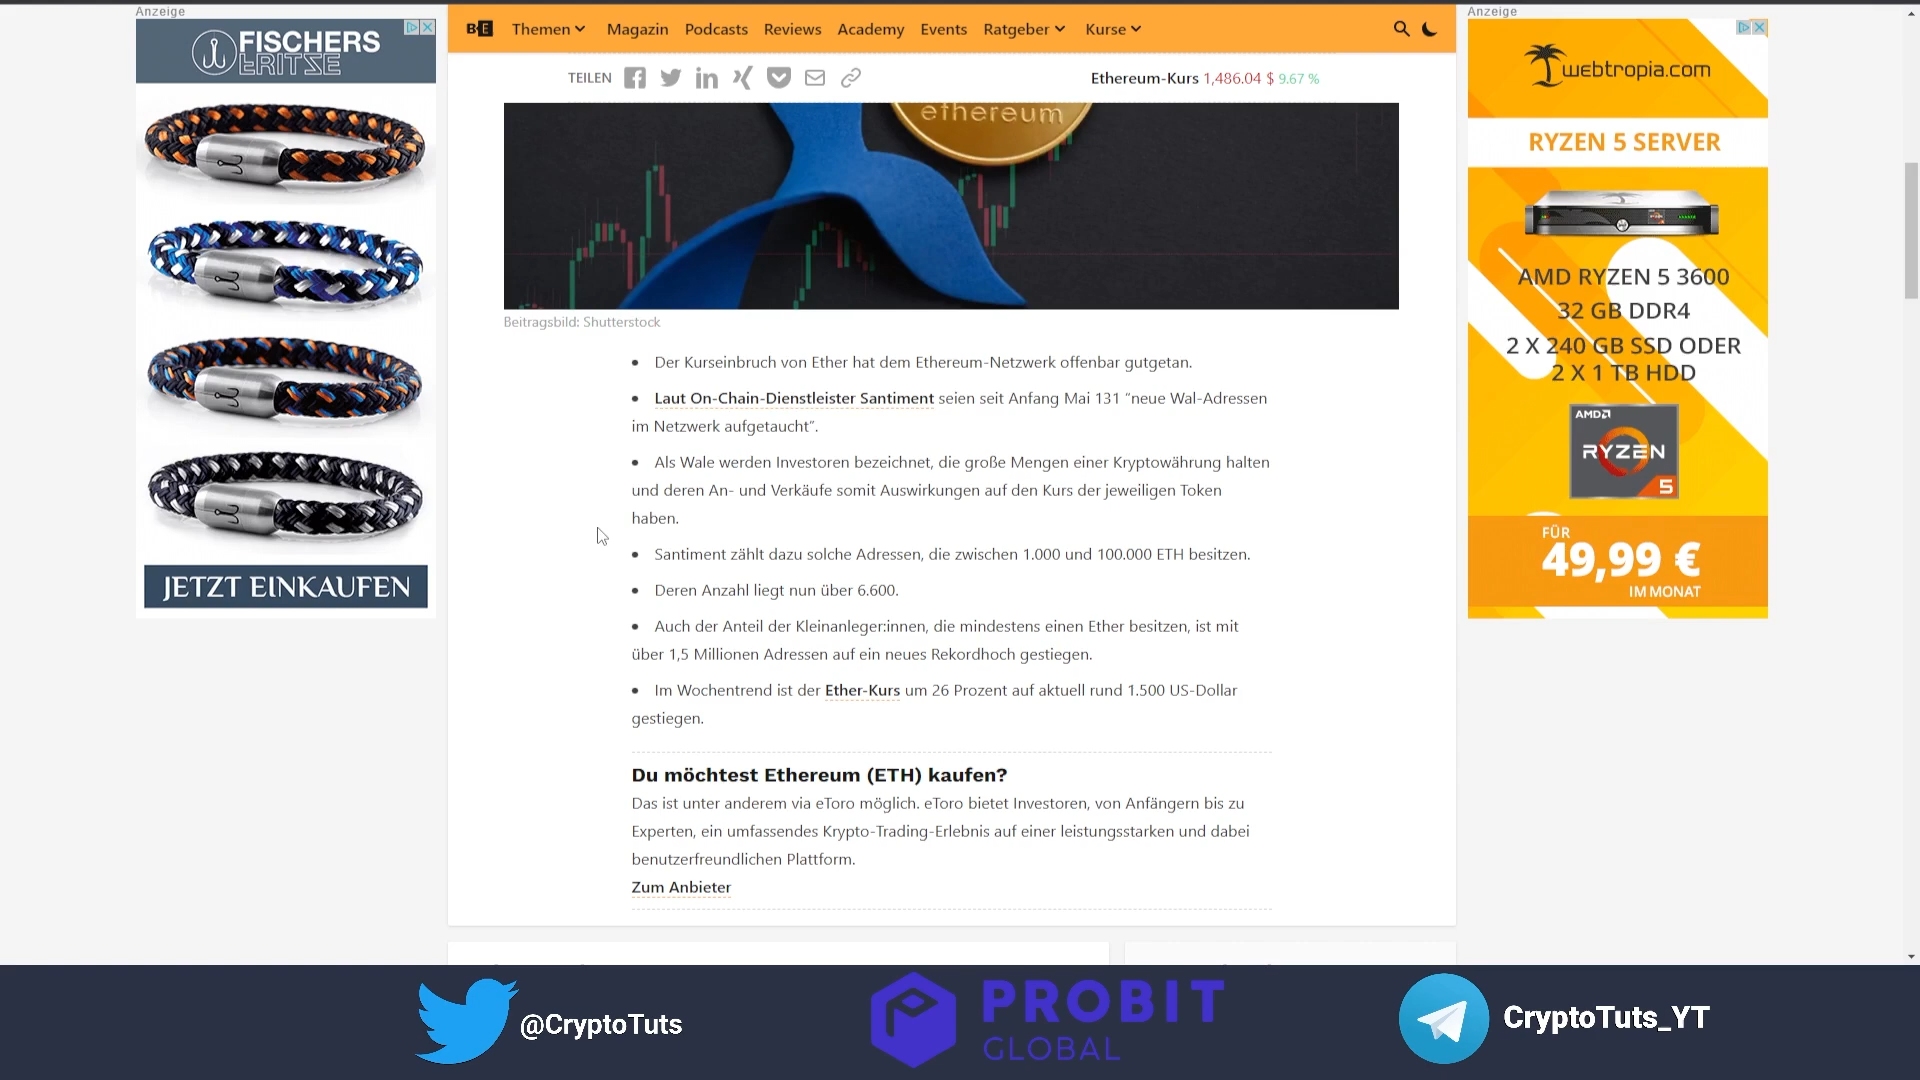 Anzeige
FISCHERS
FRITZE
JETZT EINKAUFEN
Themen
Magazin
Podcasts
Reviews
Academy
Events
Ratgeber
Kurse
TEILEN
Ethereum-Kurs 1,486.04 $ 9.67 %
ethereum
Beitragsbild: Shutterstock
Der Kurseinbruch von Ether hat dem Ethereum-Netzwerk offenbar gutgetan.
Laut On-Chain-Dienstleister Santiment seien seit Anfang Mai 131 “neue Wal-Adressen
im Netzwerk aufgetaucht”.
Als Wale werden Investoren bezeichnet, die große Mengen einer Kryptowährung halten
und deren An- und Verkäufe somit Auswirkungen auf den Kurs der jeweiligen Token
haben.
Santiment zählt dazu solche Adressen, die zwischen 1.000 und 100.000 ETH besitzen.
Deren Anzahl liegt nun über 6.600.
Auch der Anteil der Kleinanleger:innen, die mindestens einen Ether besitzen, ist mit
über 1,5 Millionen Adressen auf ein neues Rekordhoch gestiegen.
Im Wochentrend ist der Ether-Kurs um 26 Prozent auf aktuell rund 1.500 US-Dollar
gestiegen.
Du möchtest Ethereum (ETH) kaufen?
Das ist unter anderem via eToro möglich. eToro bietet Investoren, von Anfängern bis zu
Experten, ein umfassendes Krypto-Trading-Erlebnis auf einer leistungsstarken und dabei
benutzerfreundlichen Plattform.
Zum Anbieter
Anzeige
webtropia.com
RYZEN 5 SERVER
AMD RYZEN 5 3600
32 GB DDR4
2 X 240 GB SSD ODER
2 X 1 TB HDD
AMD
RYZEN
5
FÜR
49,99 €
IM MONAT
@CryptoTuts
PROBIT
GLOBAL
CryptoTuts_YT